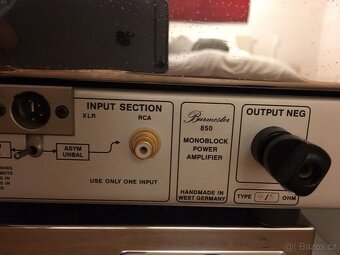 INPUT SECTION
XLR
RCA
ASYM
UNBAL
USE ONLY ONE INPUT
Burmester
850
MONOBLOCK
POWER
AMPLIFIER
HANDMADE IN
WEST GERMANY
OUTPUT NEG
TYPE
OHM
Sbazos.cz